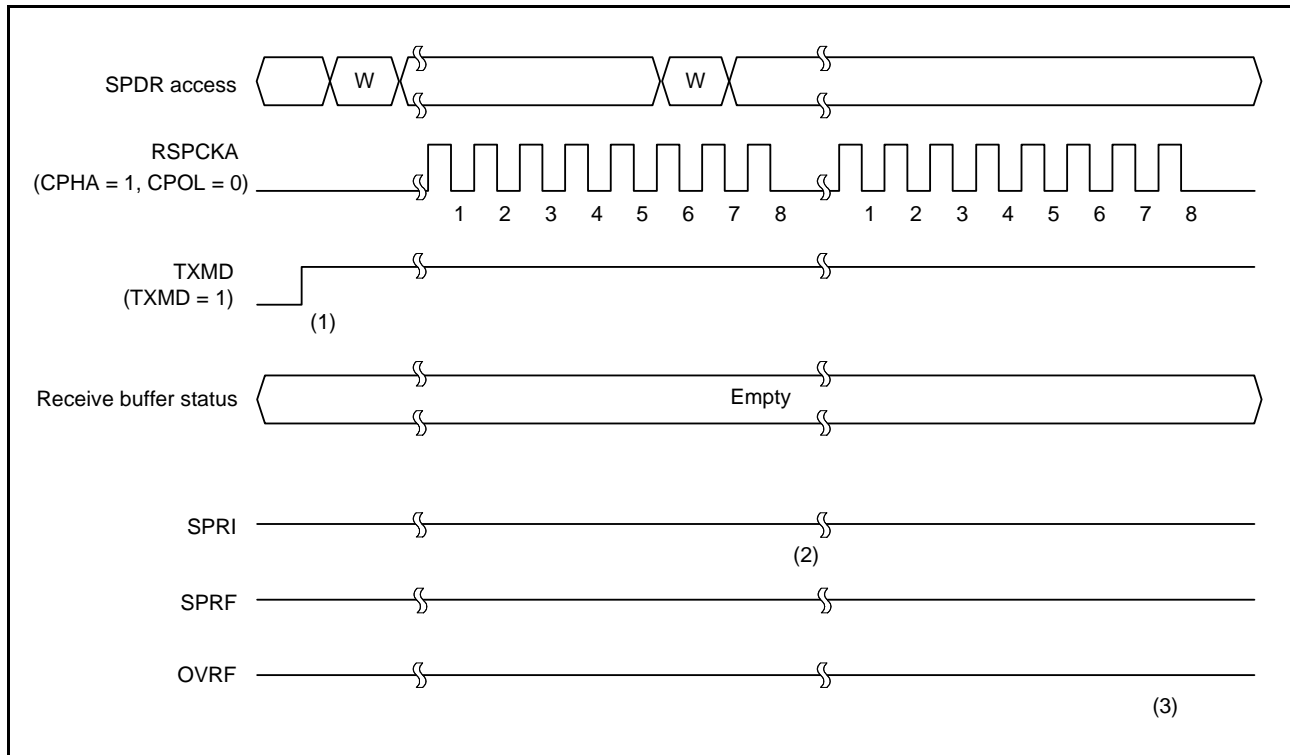 SPDR access
W
W
RSPCKA
(CPHA = 1, CPOL = 0)
1 2 3 4 5 6 7 8 1 2 3 4 5 6 7 8
TXMD
(TXMD = 1)
(1)
Receive buffer status
Empty
SPRI
(2)
SPRF
OVRF
(3)